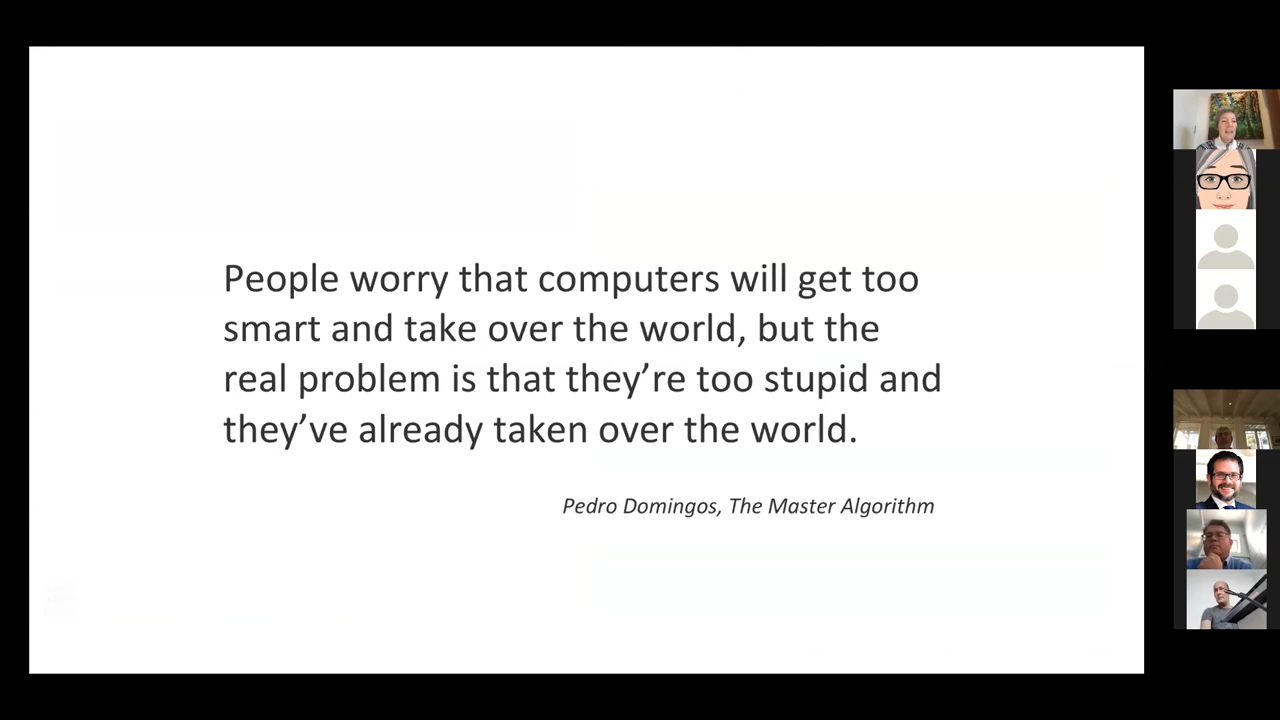 People worry that computers will get too
smart and take over the world, but the
real problem is that they’re too stupid and
they’ve already taken over the world.
Pedro Domingos, The Master Algorithm